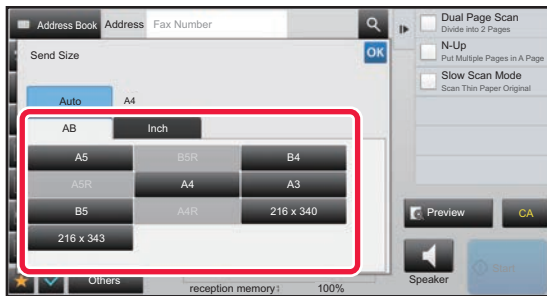 Address Book Address Fax Number
Send Size
OK
Auto A4
AB Inch
A5 B5R B4
A5R A4 A3
B5 A4R 216 x 340
216 x 343
Others
reception memory: 100%
Dual Page Scan
Divide into 2 Pages
N-Up
Put Multiple Pages in A Page
Slow Scan Mode
Scan Thin Paper Original
Preview CA
Speaker Start